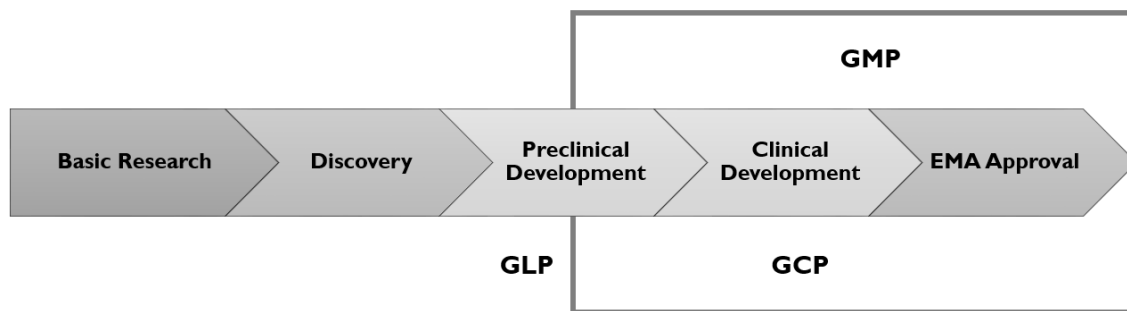 GMP
Basic Research
Discovery
Preclinical
Development
Clinical
Development
EMA Approval
GLP
GCP